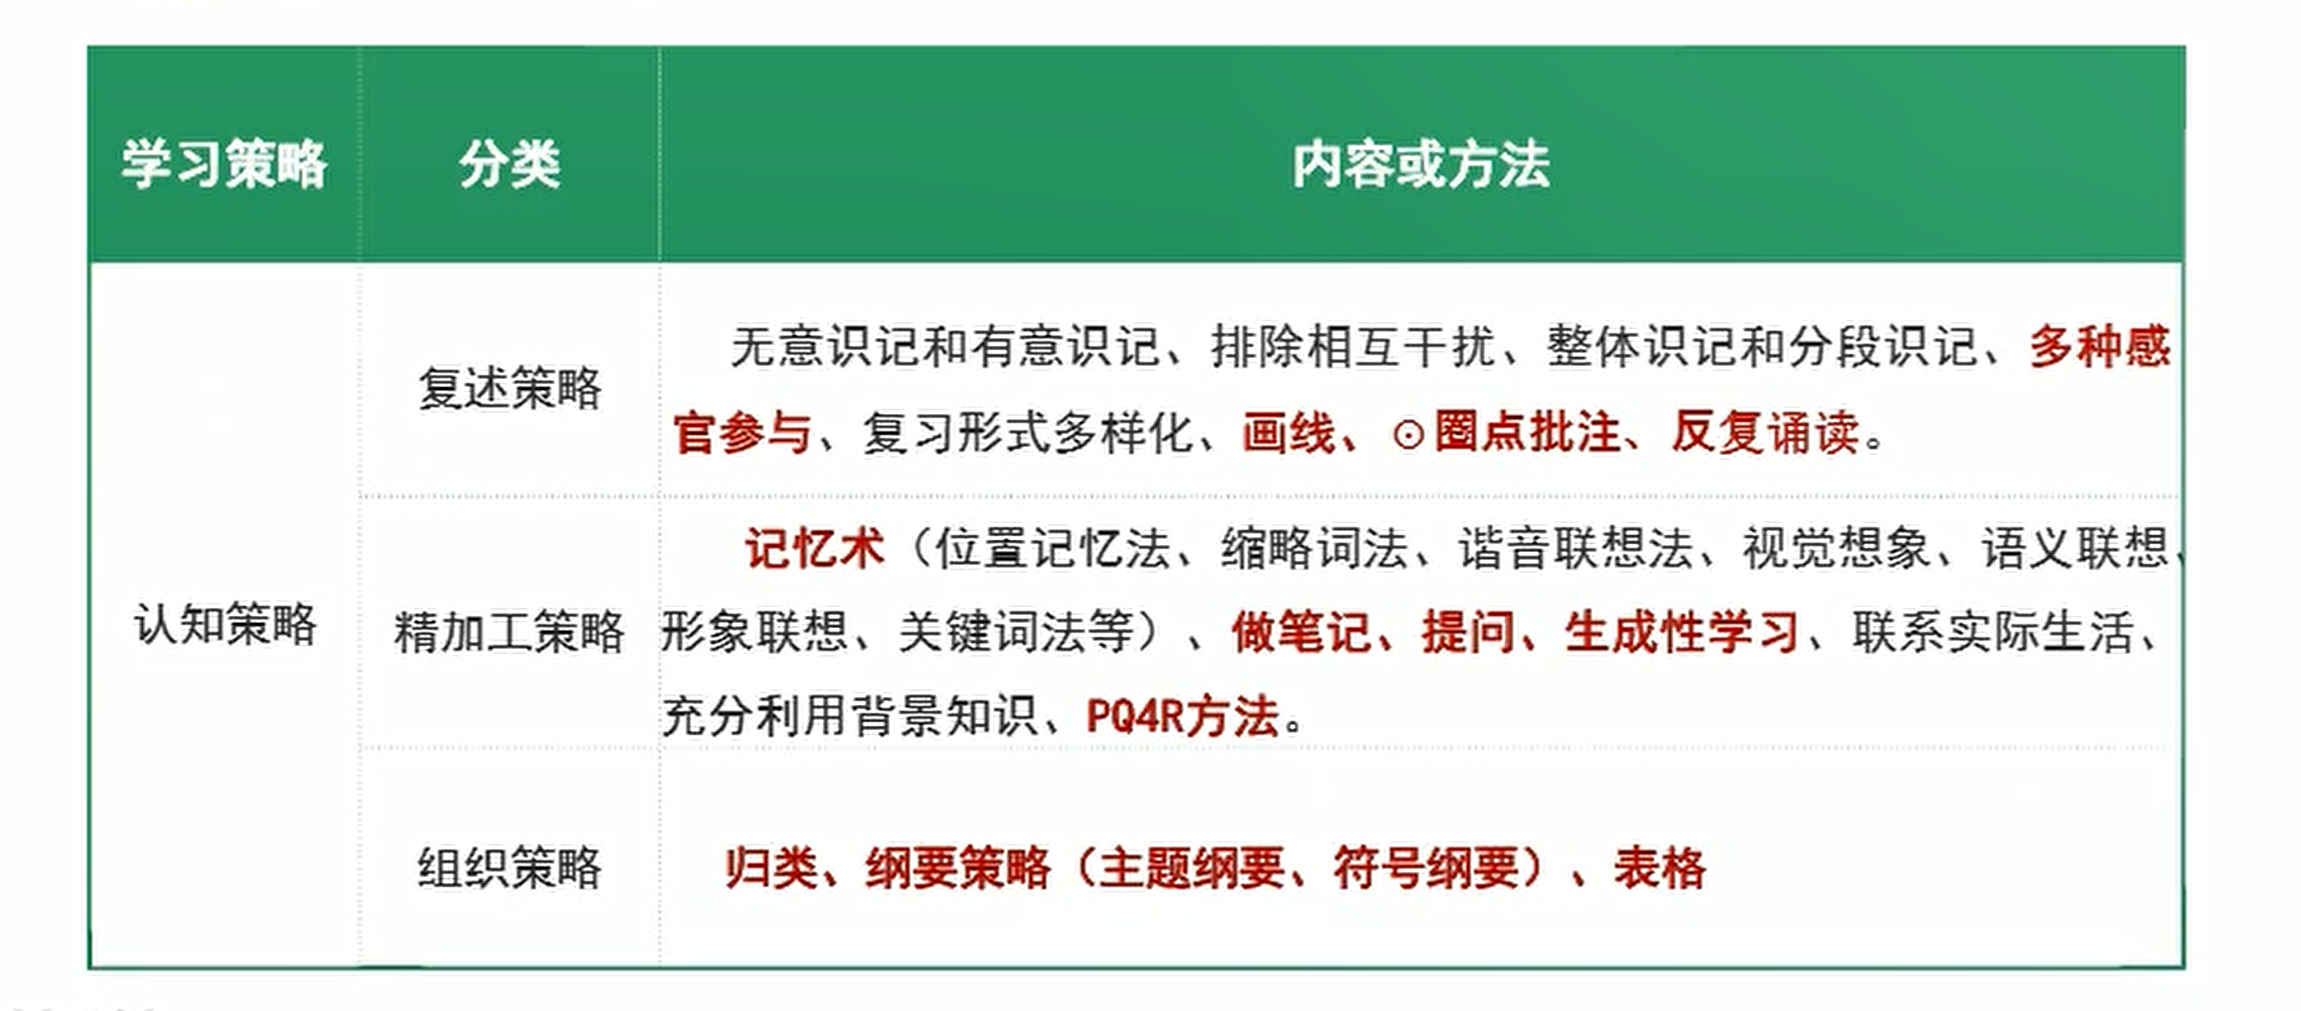 学习策略 分类 内容或方法
无意识记和有意识记、排除相互干扰、整体识记和分段识记、多种感
复述策略
官参与、复习形式多样化、画线、⊙圈点批注、反复诵读。
记忆术（位置记忆法、缩略词法、谐音联想法、视觉想象、语义联想、
认知策略 精加工策略 形象联想、关键词法等）、做笔记、提问、生成性学习、联系实际生活、
充分利用背景知识、PQ4R方法。
组织策略 归类、纲要策略（主题纲要、符号纲要）、表格